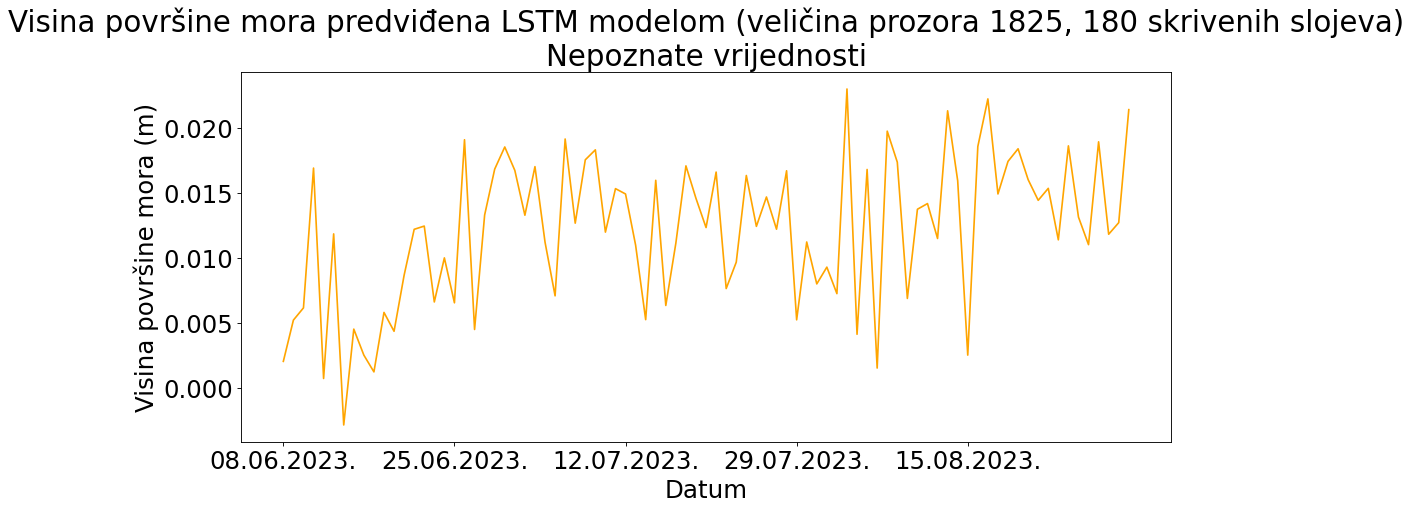 Visina površine mora predviđena LSTM modelom (veličina prozora 1825, 180 skrivenih slojeva)
Nepoznate vrijednosti
Visina površine mora (m)
0.020
0.015
0.010
0.005
0.000
08.06.2023. 25.06.2023. 12.07.2023. 29.07.2023. 15.08.2023.
Datum